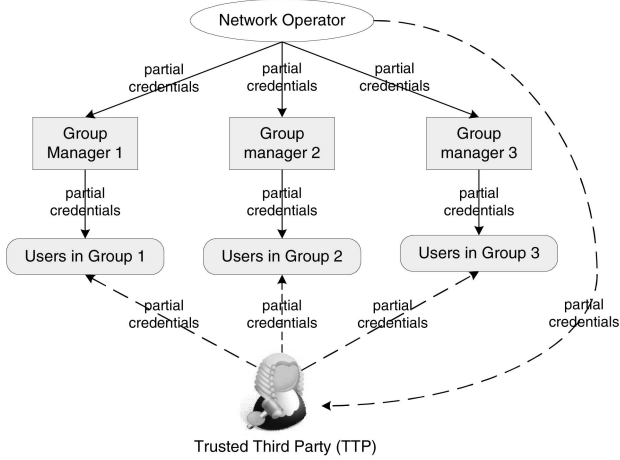 Network Operator
partial
credentials
partial
credentials
partial
credentials
Group
Manager 1
Group
manager 2
Group
manager 3
partial
credentials
partial
credentials
partial
credentials
Users in Group 1
Users in Group 2
Users in Group 3
partial
credentials
partial
credentials
partial
credentials
partial
credentials
Trusted Third Party (TTP)